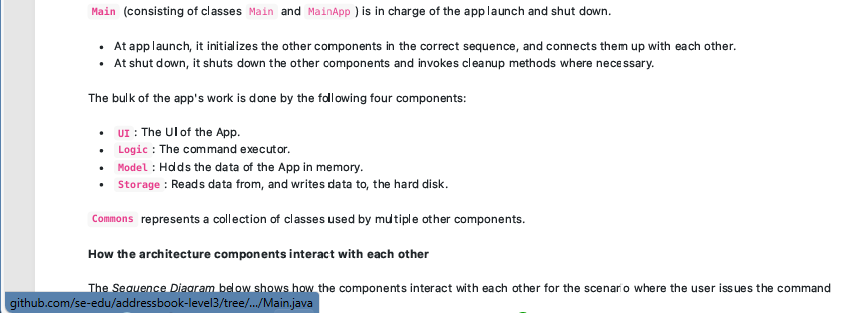 Main (consisting of classes Main and MainApp ) is in charge of the app launch and shut down.
• At app launch, it initializes the other components in the correct sequence, and connects them up with each other.
• At shut down, it shuts down the other components and invokes cleanup methods where necessary.
The bulk of the app's work is done by the following four components:
• UI : The UI of the App.
• Logic : The command executor.
• Model : Holds the data of the App in memory.
• Storage : Reads data from, and writes data to, the hard disk.
Commons represents a collection of classes used by multiple other components.
How the architecture components interact with each other
The Sequence Diagram below shows how the components interact with each other for the scenario where the user issues the command
github.com/se-edu/addressbook-level3/tree/.../Main.java